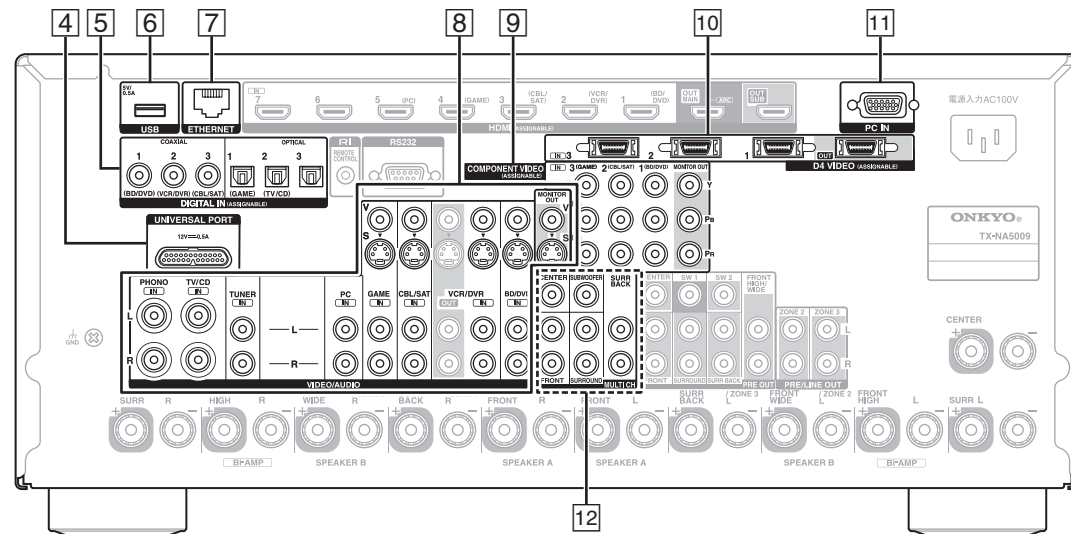 4 5 6 7 8 9 10 11
5V/
0.5A
USB
ETHERNET
IN
7
6
5 (PC)
4 (GAME)
3 (CBL/
SAT)
2 (VCR/
DVR)
1 (BD/
DVD)
OUT
MAIN
ARC
OUT
SUB
HDMI (ASSIGNABLE)
PC IN
電源入力AC100V
COAXIAL
OPTICAL
1 2 3 1 2 3
(BD/DVD) (VCR/DVR) (CBL/SAT) (GAME) (TV/CD)
DIGITAL IN (ASSIGNABLE)
RI
REMOTE
CONTROL
RS232
IN 3 2 1 OUT
D4 VIDEO (ASSIGNABLE)
COMPONENT VIDEO
(ASSIGNABLE)
IN 3 (GAME) 2 (CBL/SAT) 1 (BD/DVD) MONITOR OUT
Y
PB
PR
UNIVERSAL PORT
12V 0.5A
V
S
MONITOR
OUT
V
S
ONKYO®
TX-NA5009
PHONO
IN
TV/CD
IN
TUNER
IN
PC
IN
GAME
IN
CBL/SAT
IN
VCR/DVR
OUT IN
BD/DVD
IN
L
R
L
R
VIDEO/AUDIO
CENTER SUBWOOFER SURR
BACK
FRONT SURROUND MULTI CH
CENTER SW 1 SW 2 FRONT
HIGH/
WIDE
FRONT SURROUND SURR BACK PRE OUT
ZONE 2 ZONE 3
L
R
PRE/LINE OUT
GND
CENTER
+ −
SURR R HIGH R WIDE R BACK R FRONT R FRONT L SURR
BACK /ZONE 3
L FRONT
WIDE /ZONE 2
L FRONT
HIGH L SURR L
Bi-AMP SPEAKER B SPEAKER A SPEAKER A SPEAKER B Bi-AMP
12